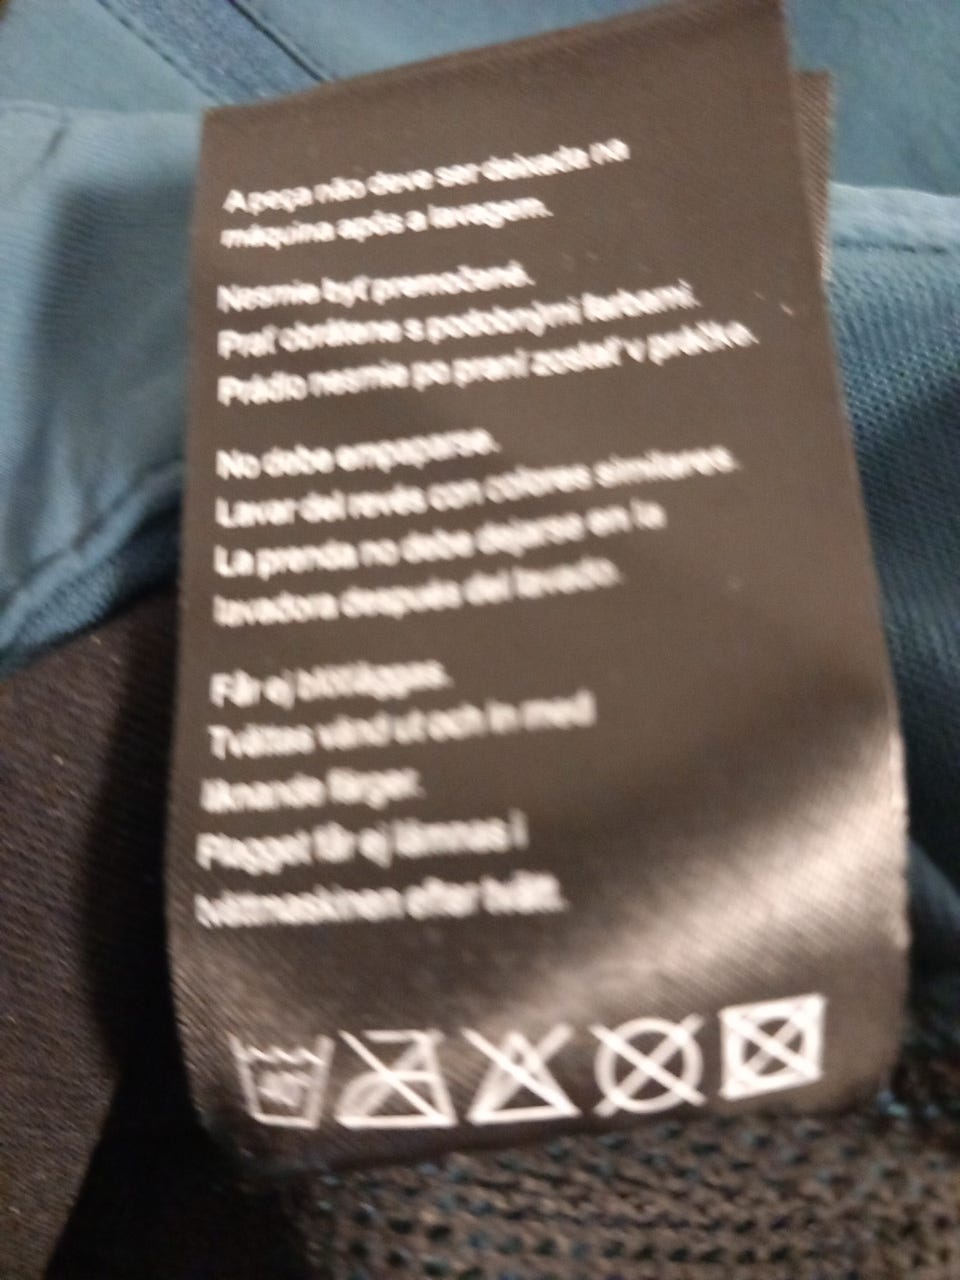 A peça não deve ser deixada na
máquina após a lavagem.
Nesmie byť premočené.
Prať obrátene s podobnými farbami.
Prádlo nesmie po praní zostať v práčke.
No debe empaparse.
Lavar del revés con colores similares.
La prenda no debe dejarse en la
lavadora después del lavado.
Får ej blötläggas.
Tvättas vänd ut och in med
liknande färger.
Plagget får ej lämnas i
tvättmaskinen efter tvätt.
40°